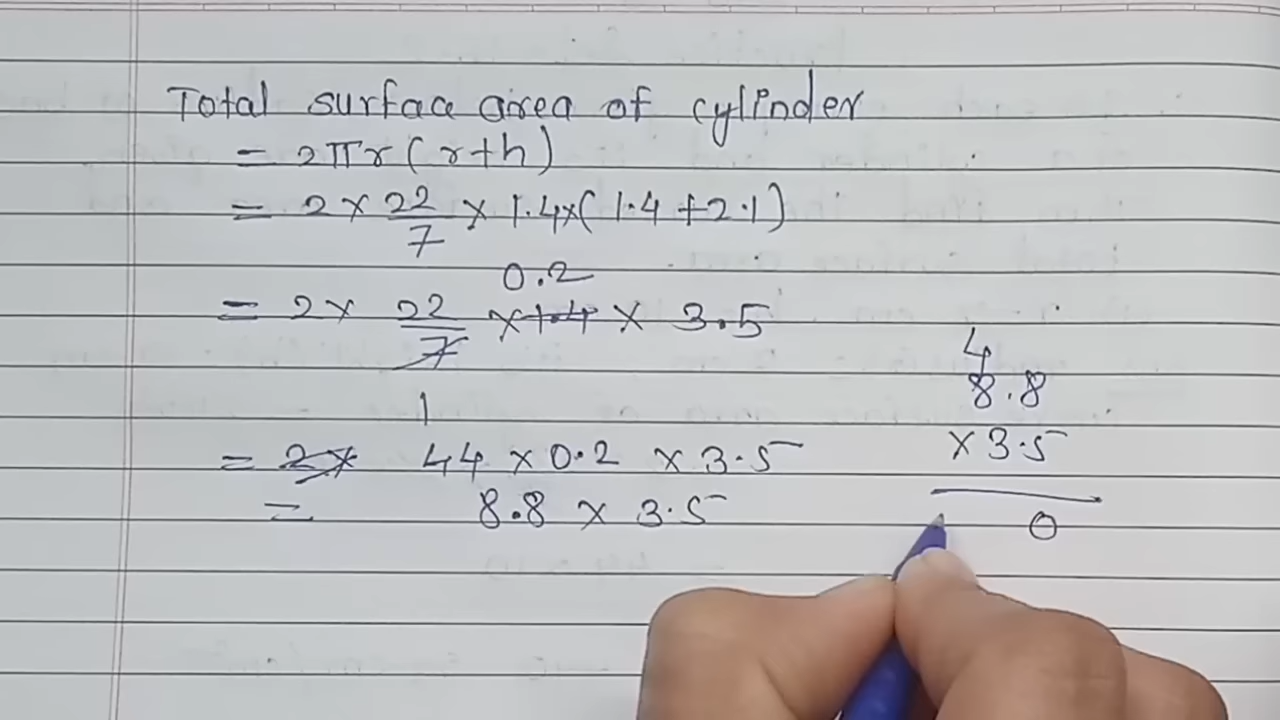 Total surface area of cylinder
= 2πr(r+h)
= 2 × 22/7 × 1.4×(1.4+2.1)
0.2
= 2× 22/7 ×1.4 × 3.5
1
= 2× 44 ×0.2 ×3.5
= 8.8 × 3.5
4
8.8
×3.5
0